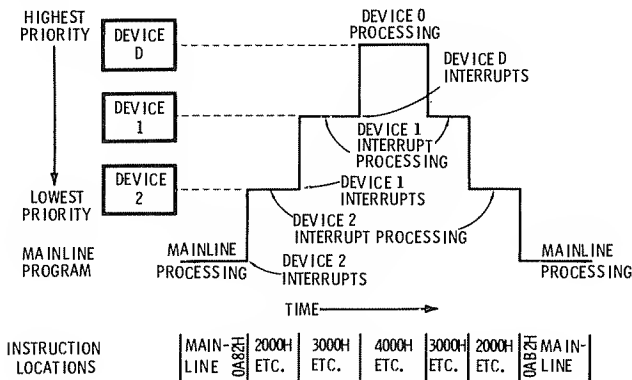 HIGHEST
PRIORITY
DEVICE
D
DEVICE 0
PROCESSING
DEVICE D
INTERRUPTS
DEVICE
1
DEVICE 1
INTERRUPT
PROCESSING
DEVICE
2
LOWEST
PRIORITY
DEVICE 1
INTERRUPTS
DEVICE 2
INTERRUPT PROCESSING
MAINLINE
PROGRAM
MAINLINE
PROCESSING
DEVICE 2
INTERRUPTS
MAINLINE
PROCESSING
TIME
INSTRUCTION
LOCATIONS
MAIN-
LINE
0A82H
2000H
ETC.
3000H
ETC.
4000H
ETC.
3000H
ETC.
2000H
ETC.
0AB2H
MAIN-
LINE